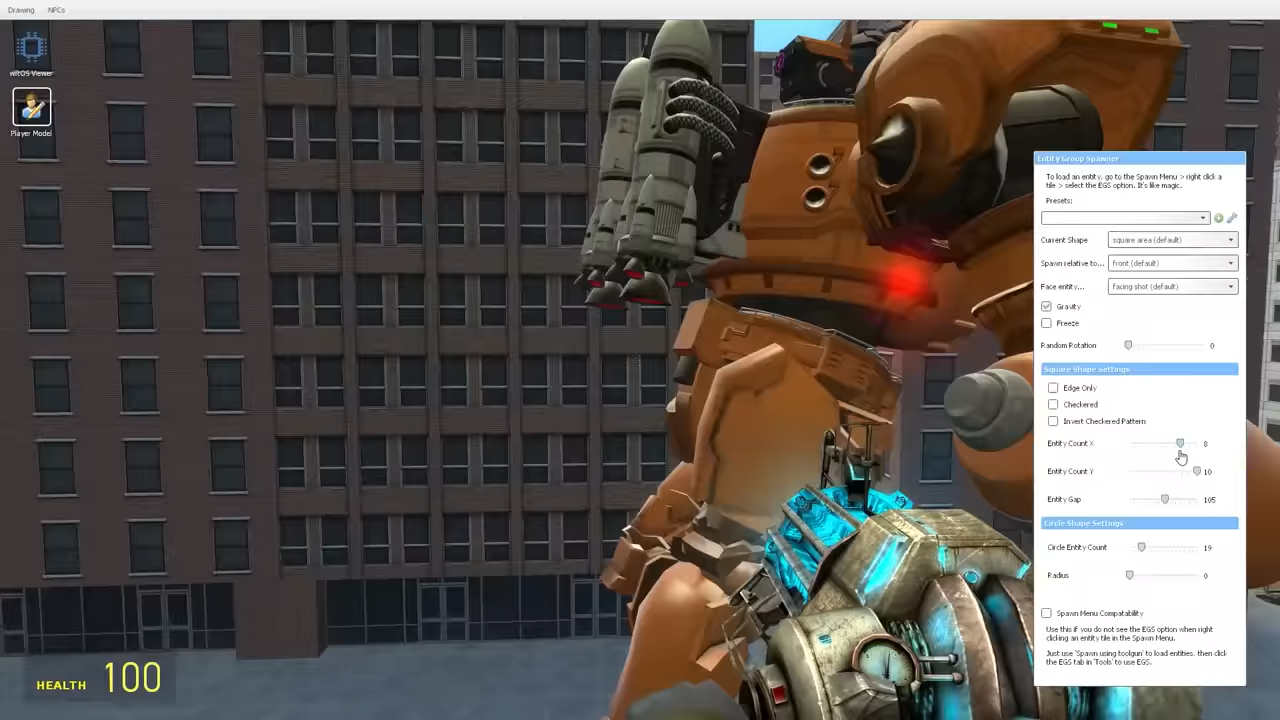 Drawing NPCs
wiltOS Viewer
Player Model
Entity Group Spawner
To load an entity, go to the Spawn Menu > right click a
tile > select the EGS option. It's like magic.
Presets:
Current Shape square area (default)
Spawn relative to... front (default)
Face entity... facing shot (default)
Gravity
Freeze
Random Rotation 0
Square Shape Settings
Edge Only
Checkered
Invert Checkered Pattern
Entity Count X 8
Entity Count Y 10
Entity Gap 105
Circle Shape Settings
Circle Entity Count 19
Radius 0
Spawn Menu Compatability
Use this if you do not see the EGS option when right
clicking an entity tile in the Spawn Menu.
Just use 'Spawn using toolgun' to load entities, then click
the EGS tab in 'Tools' to use EGS.
HEALTH 100